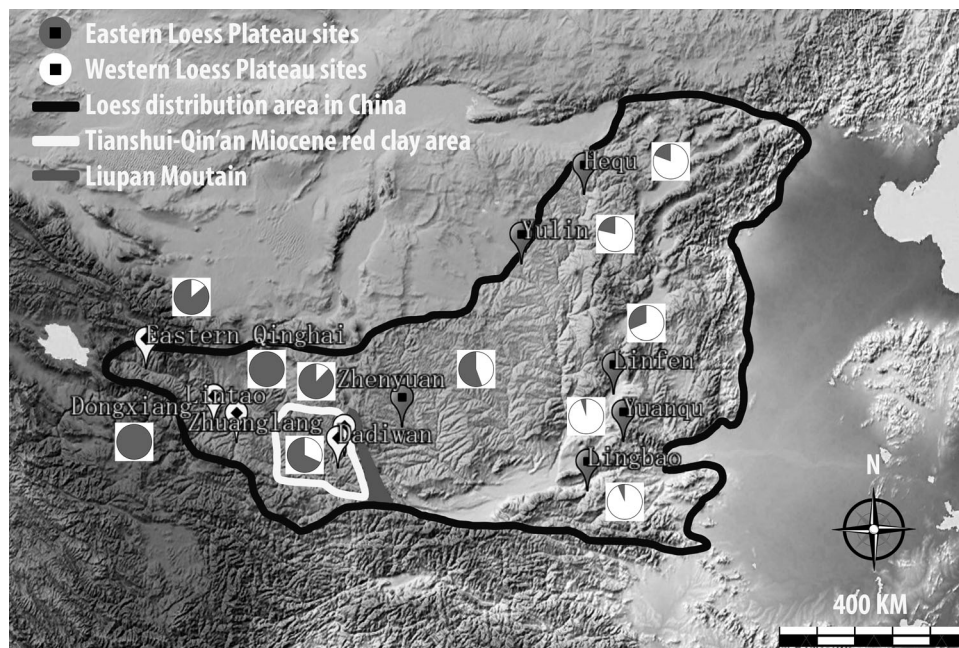 Eastern Loess Plateau sites
Western Loess Plateau sites
Loess distribution area in China
Tianshui-Qin'an Miocene red clay area
Liupan Moutain
Hequ
Yulin
Eastern Qinghai
Linfen
Zhenyuan
Lintao
Dongxiang
Yuanqu
Zhuanglang
Dadiwan
Lingbao
N
400 KM